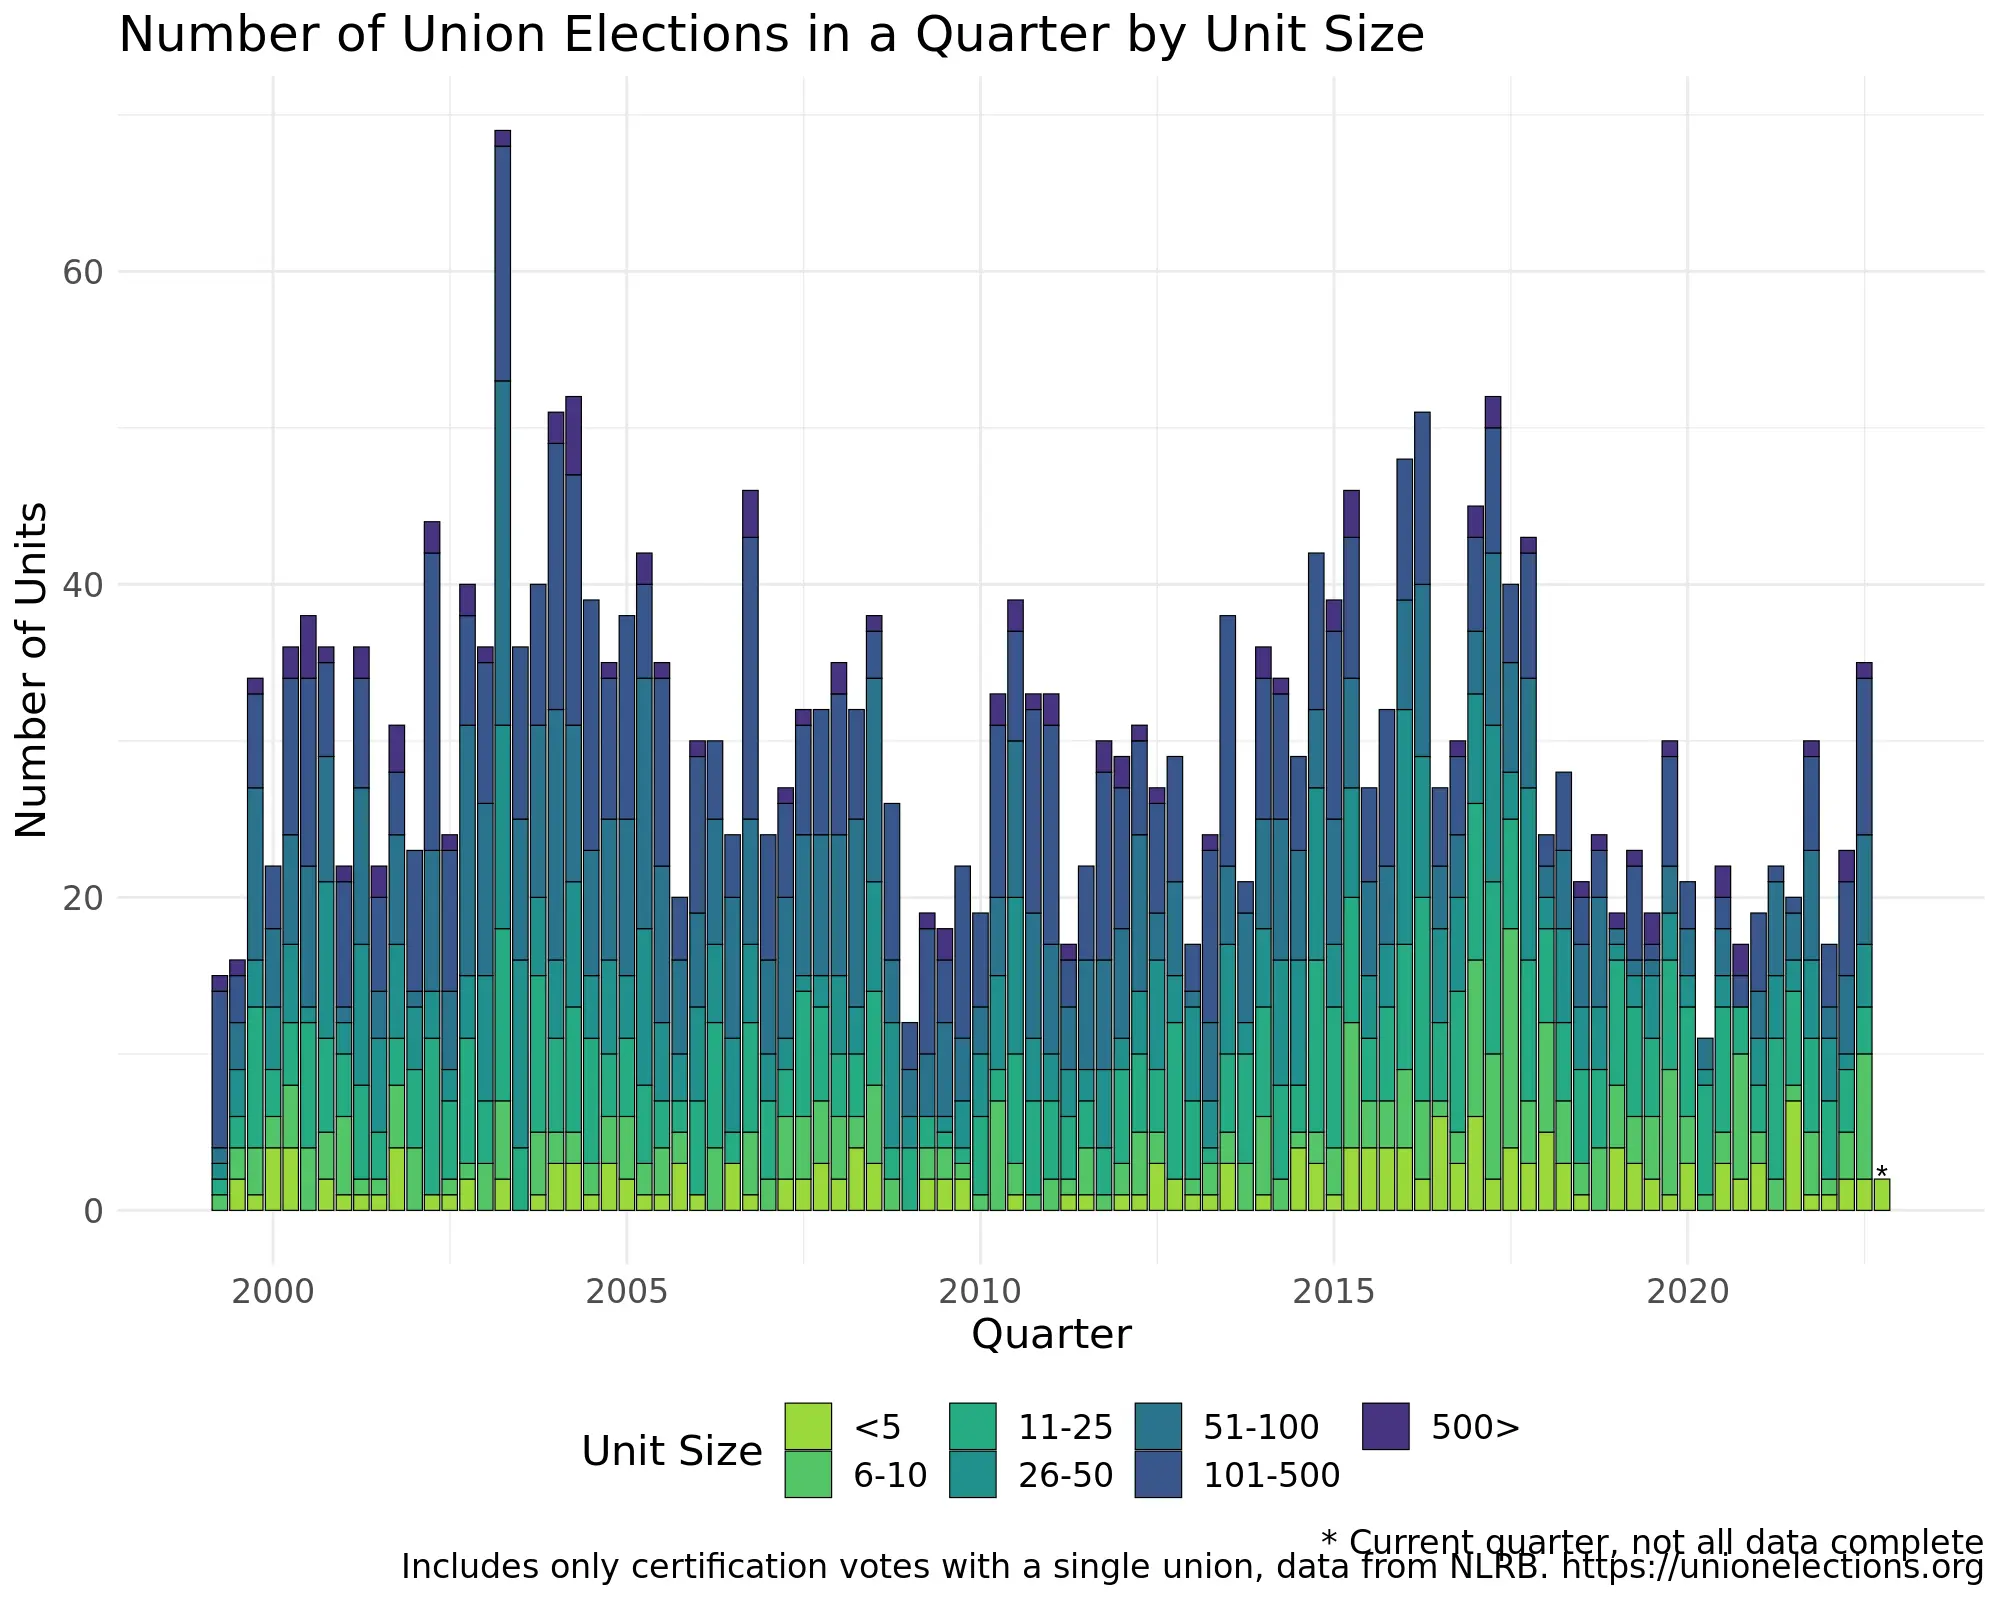 Number of Union Elections in a Quarter by Unit Size
Number of Units
60
40
20
0
*
2000 2005 2010 2015 2020
Quarter
Unit Size
<5 11-25 51-100 500>
6-10 26-50 101-500
* Current quarter, not all data complete
Includes only certification votes with a single union, data from NLRB. https://unionelections.org